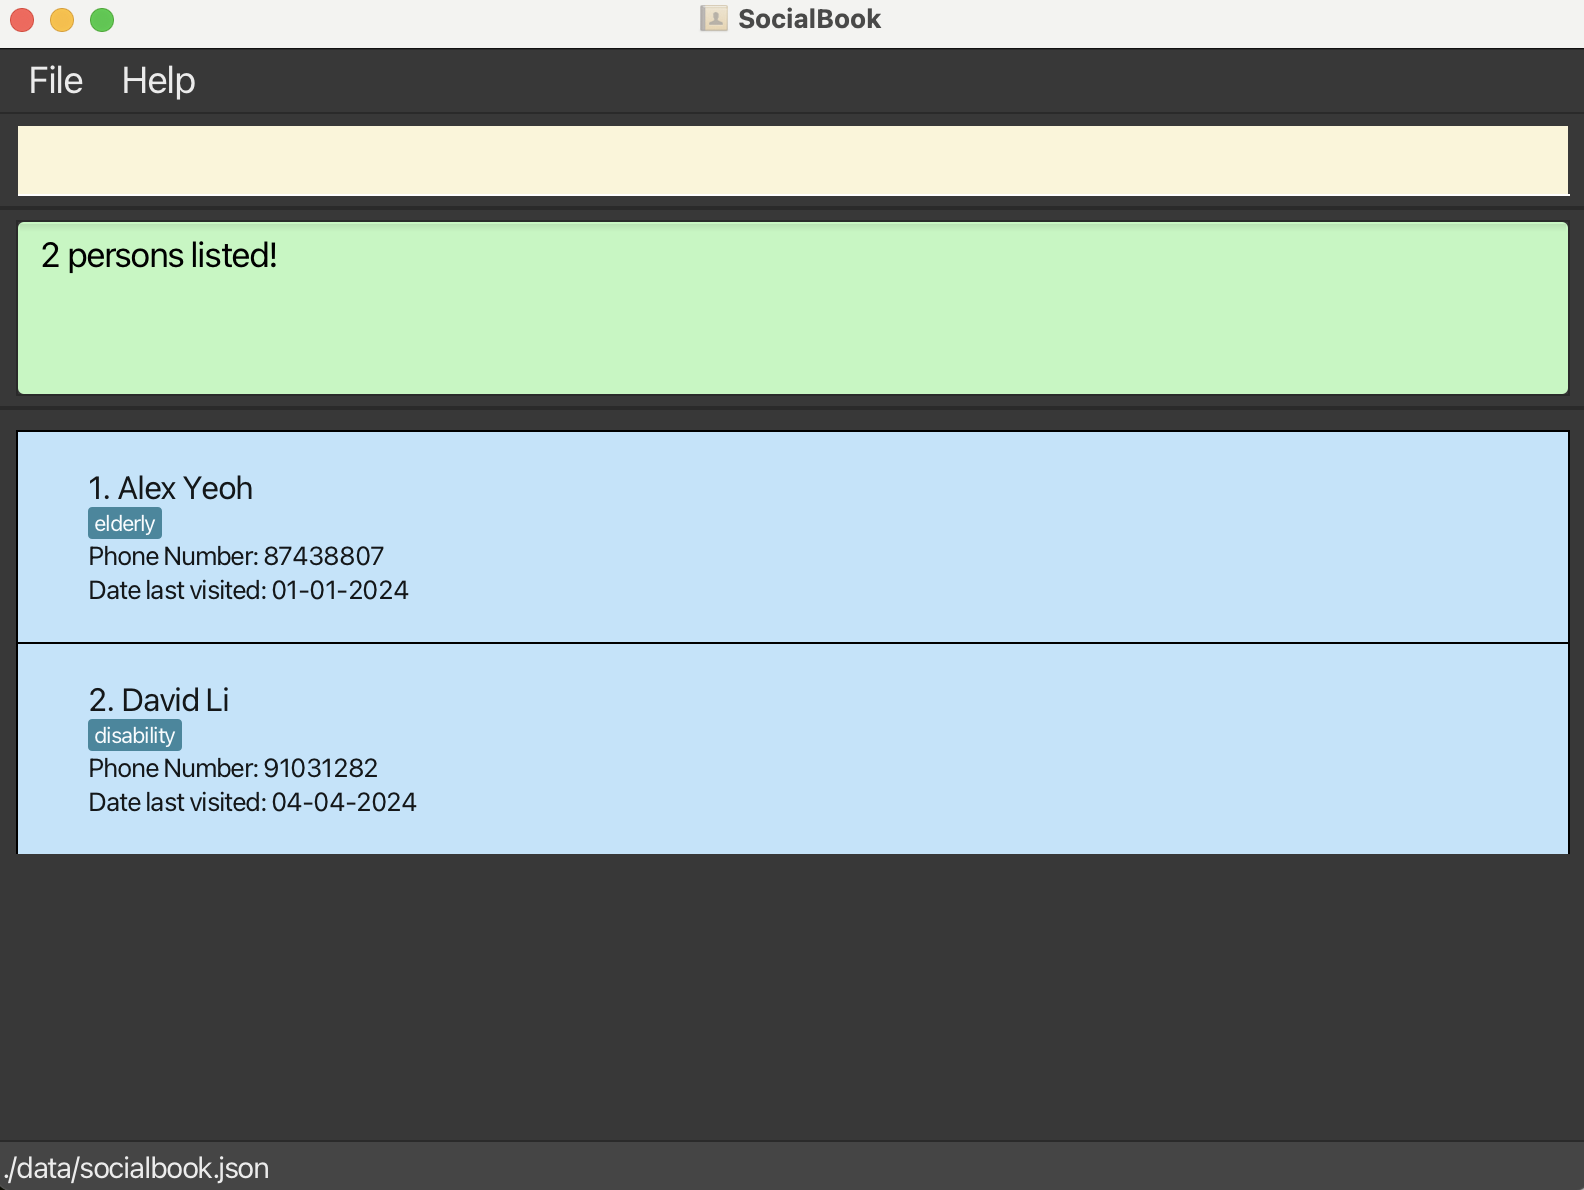 SocialBook
File Help
2 persons listed!
1. Alex Yeoh
elderly
Phone Number: 87438807
Date last visited: 01-01-2024
2. David Li
disability
Phone Number: 91031282
Date last visited: 04-04-2024
./data/socialbook.json